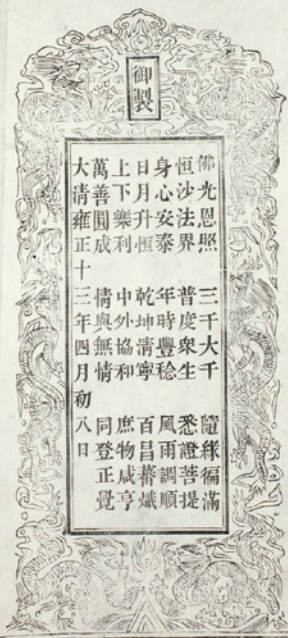 御製
佛光恩照 三千大千 隨緣徧滿
恒沙法界 普度衆生 悉證菩提
身心安泰 年時豐稔 風雨調順
日月升恒 乾坤清寧 百昌蕃熾
上下樂利 中外協和 庶物咸亨
萬善圓成 情與無情 同登正覺
大清雍正十三年四月初八日